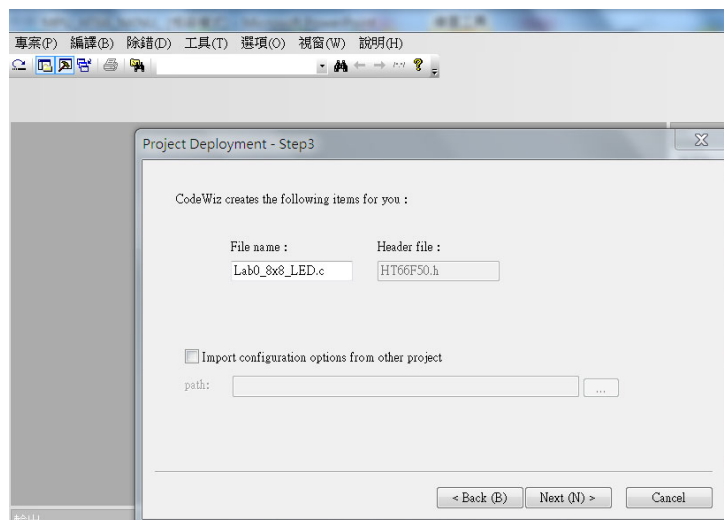 專案(P) 編譯(B) 除錯(D) 工具(T) 選項(O) 視窗(W) 說明(H)
Project Deployment - Step3
CodeWiz creates the following items for you :
File name : Header file :
Lab0_8x8_LED.c HT66F50.h
Import configuration options from other project
path: ...
< Back (B) Next (N) > Cancel
輸出